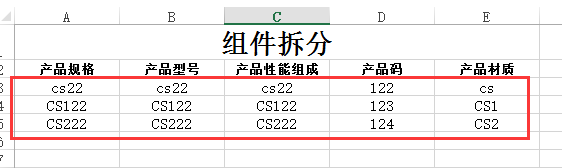 A B C D E
组件拆分
2 产品规格 产品型号 产品性能组成 产品码 产品材质
3 cs22 cs22 cs22 122 cs
4 CS122 CS122 CS122 123 CS1
5 CS222 CS222 CS222 124 CS2
6
7